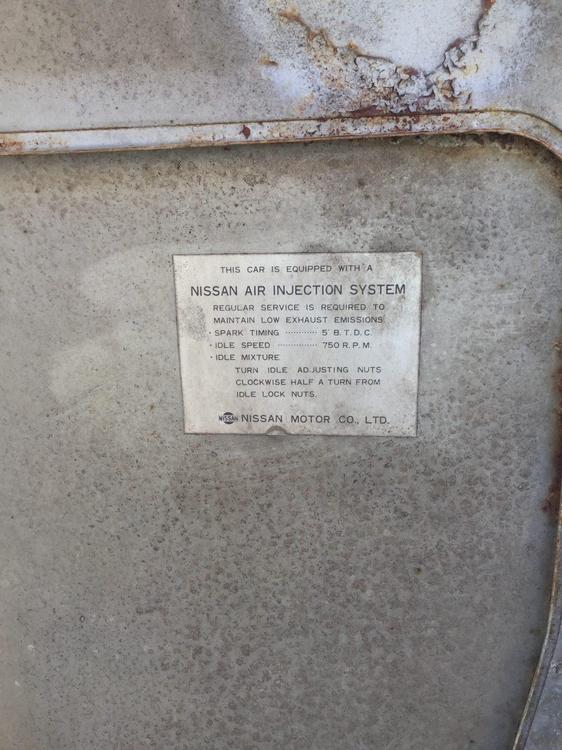 THIS CAR IS EQUIPPED WITH A
NISSAN AIR INJECTION SYSTEM
REGULAR SERVICE IS REQUIRED TO
MAINTAIN LOW EXHAUST EMISSIONS
· SPARK TIMING ············ 5° B.T.D.C.
· IDLE SPEED ··············· 750 R.P.M.
· IDLE MIXTURE
TURN IDLE ADJUSTING NUTS
CLOCKWISE HALF A TURN FROM
IDLE LOCK NUTS.
NISSAN NISSAN MOTOR CO., LTD.